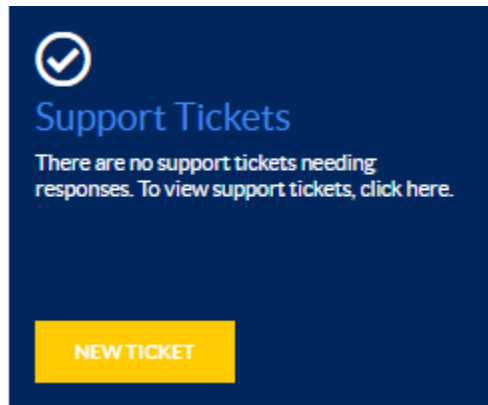 Support Tickets
There are no support tickets needing
responses. To view support tickets, click here.
NEW TICKET